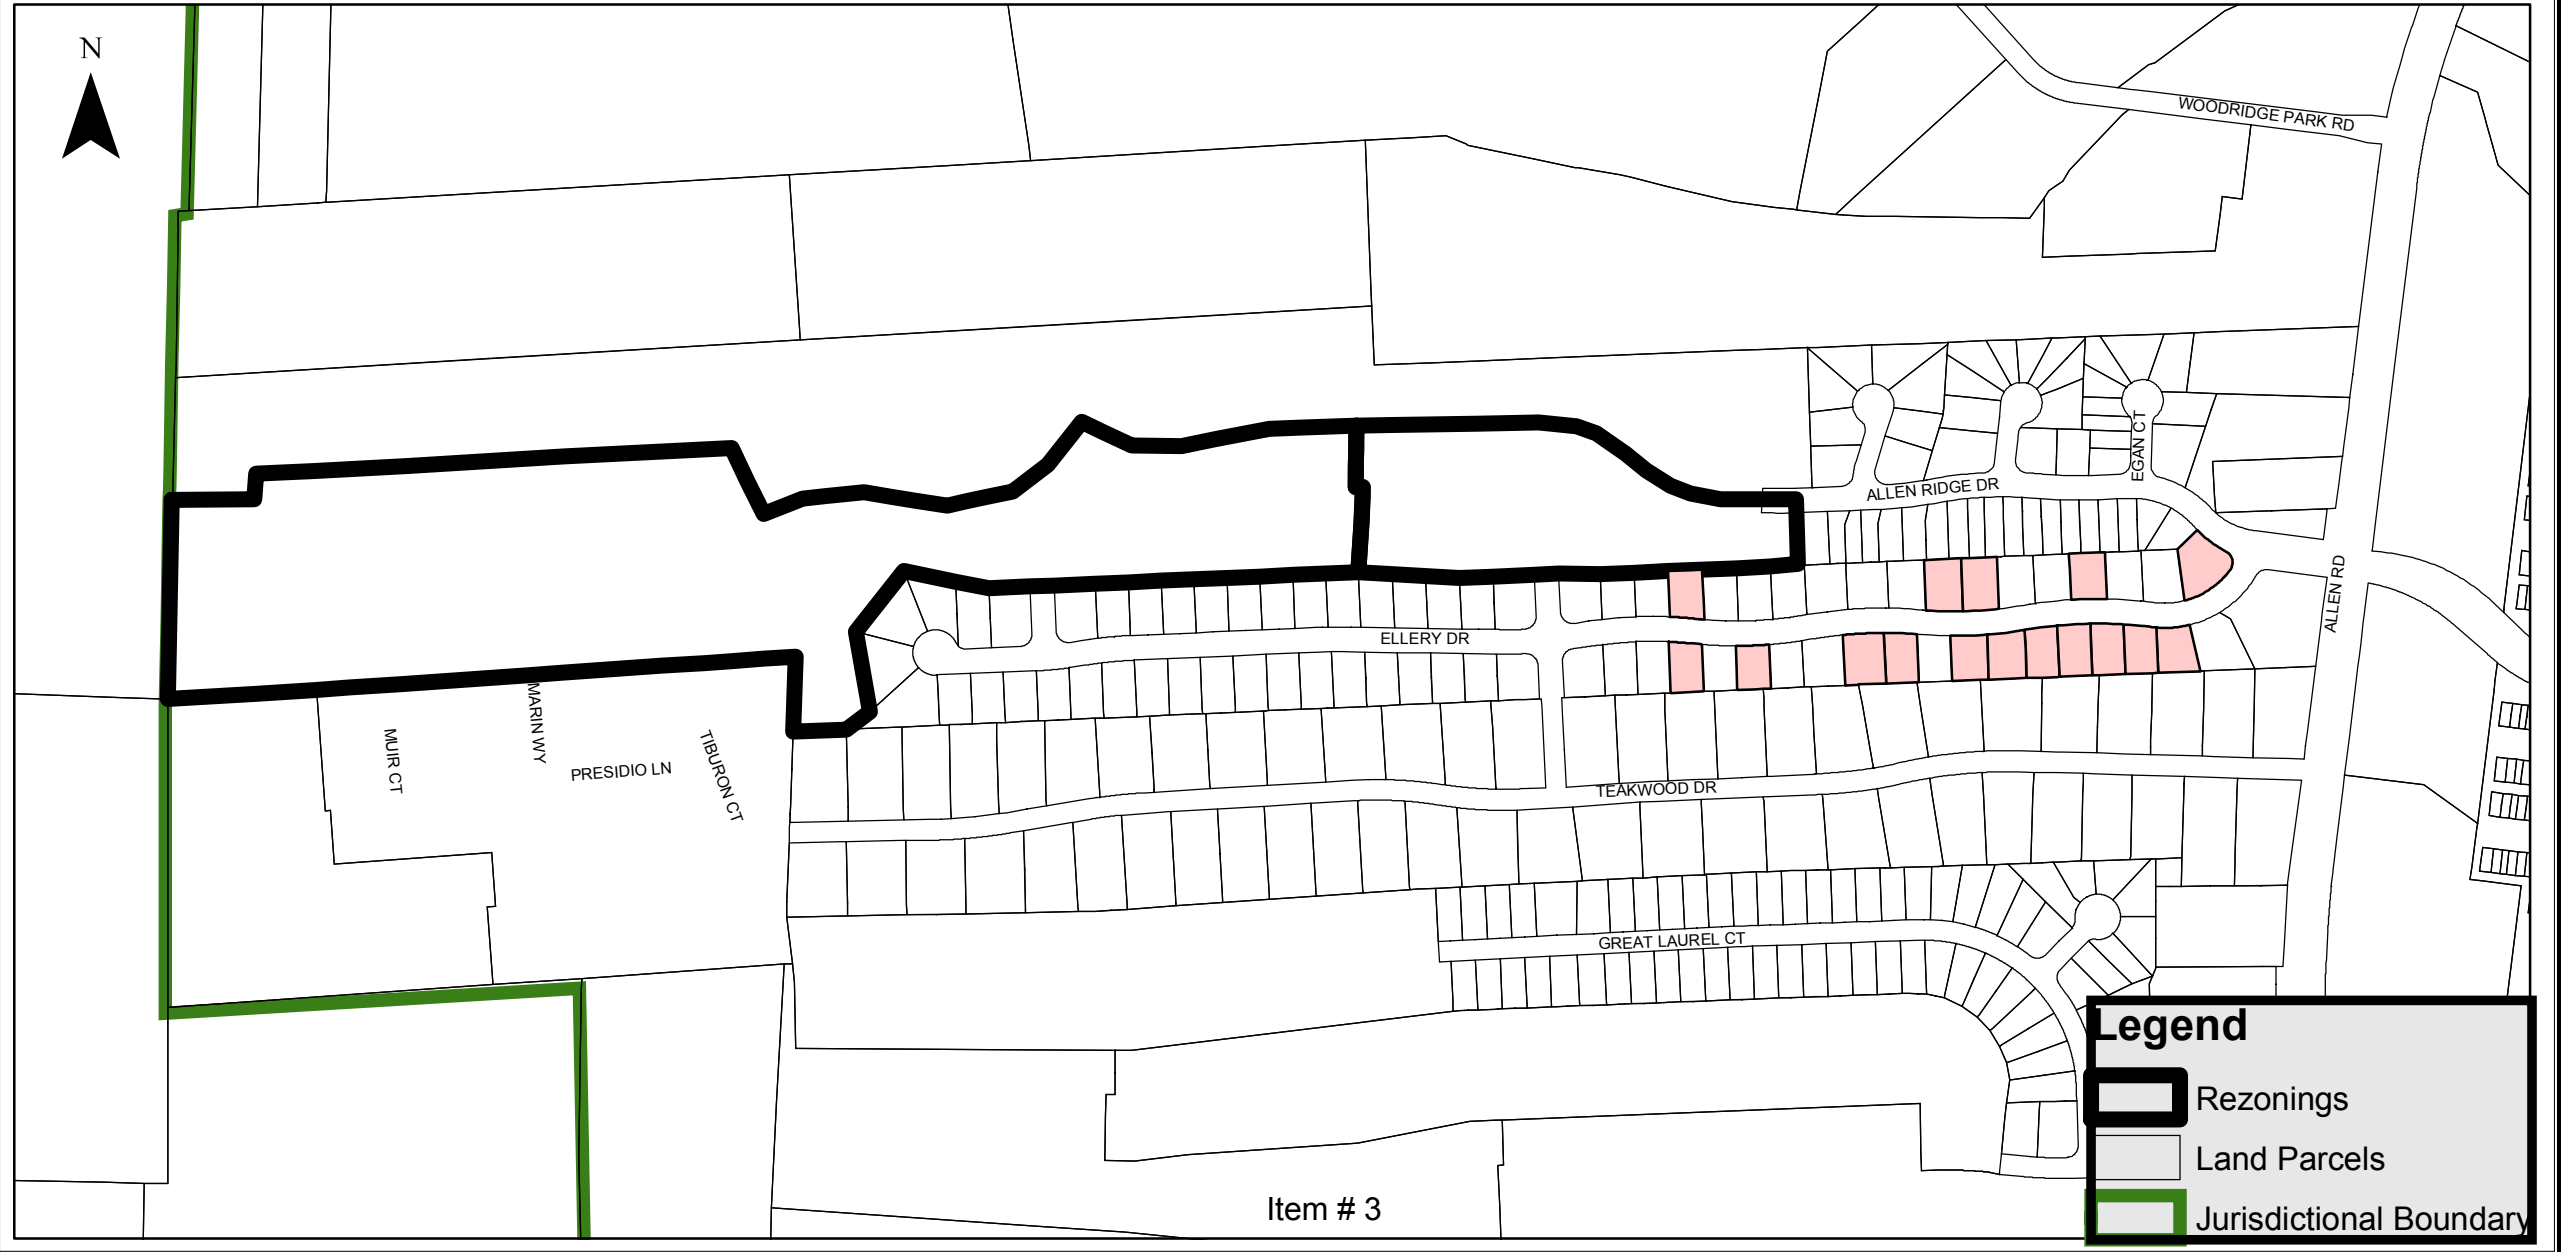 N
WOODRIDGE PARK RD
EGAN CT
ALLEN RIDGE DR
ALLEN RD
ELLERY DR
MARIN WY
MUIR CT
PRESIDIO LN
TIBURON CT
TEAKWOOD DR
GREAT LAUREL CT
Legend
Rezonings
Land Parcels
Jurisdictional Boundary
Item # 3